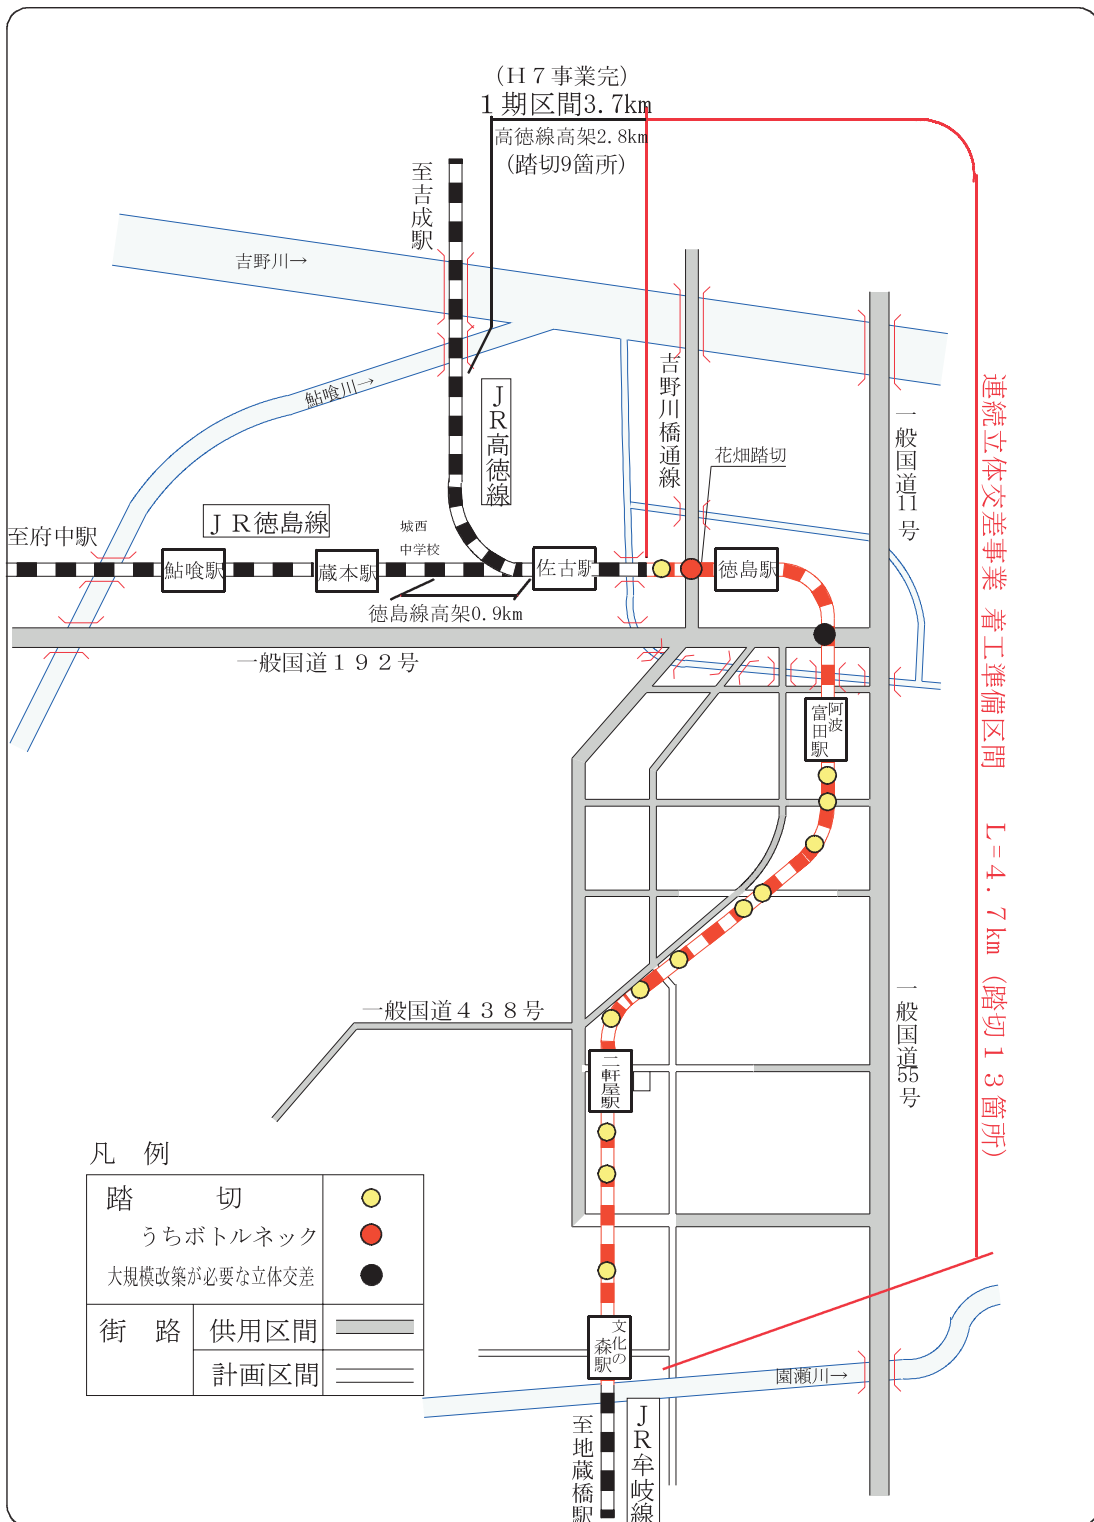 (Ｈ７事業完)
１期区間3.7km
高徳線高架2.8km
(踏切9箇所)
至吉成駅
吉野川→
鮎喰川→
ＪＲ高徳線
吉野川橋通線
花畑踏切
一般国道11号
連続立体交差事業 着工準備区間 Ｌ=４.７km (踏切１３箇所)
ＪＲ徳島線
城西
中学校
至府中駅
鮎喰駅
蔵本駅
佐古駅
徳島駅
徳島線高架0.9km
一般国道１９２号
阿波
富田駅
一般国道４３８号
一般国道55号
二軒屋駅
凡 例
踏 切
うちボトルネック
大規模改築が必要な立体交差
街 路
供用区間
計画区間
文化の
森駅
園瀬川→
至地蔵橋駅
ＪＲ牟岐線